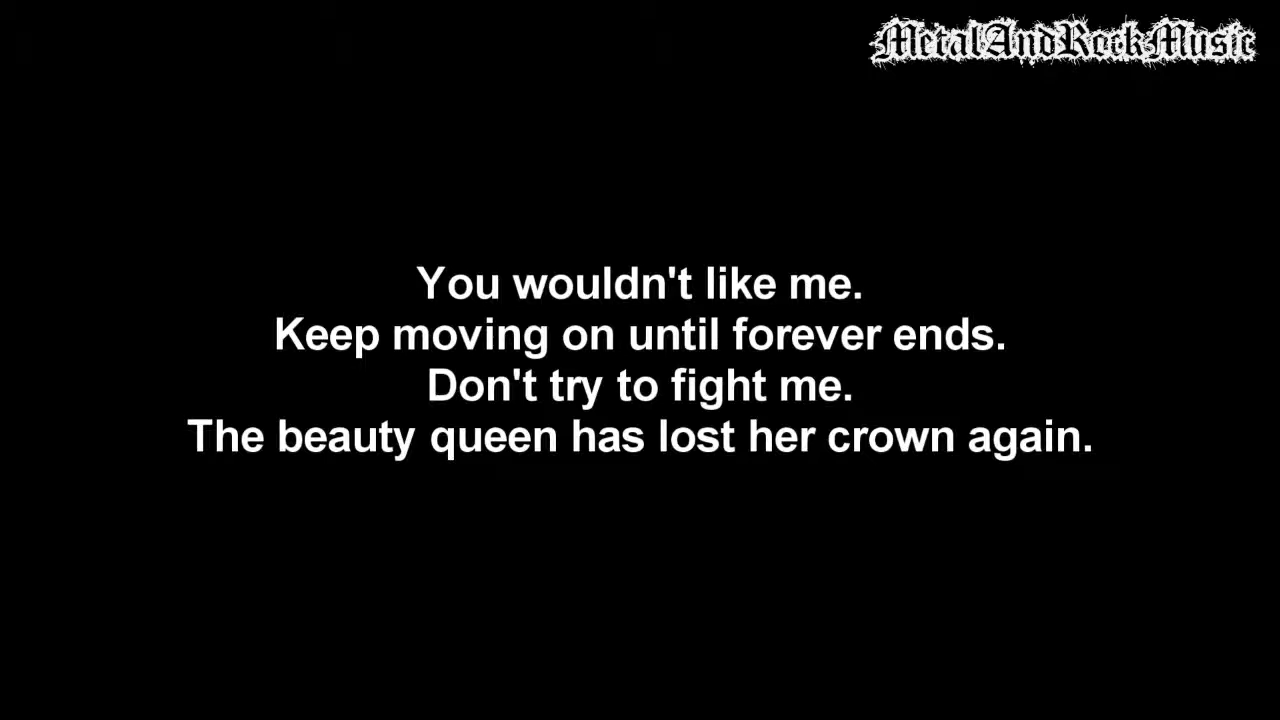 MetalAndRockMusic
You wouldn't like me.
Keep moving on until forever ends.
Don't try to fight me.
The beauty queen has lost her crown again.